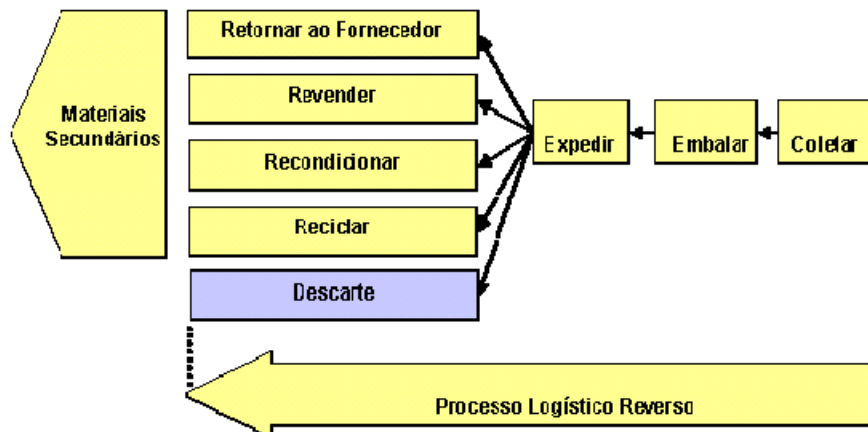 Retornar ao Fornecedor
Revender
Materiais
Secundários
Expedir
Embalar
Coletar
Recondicionar
Reciclar
Descarte
Processo Logístico Reverso